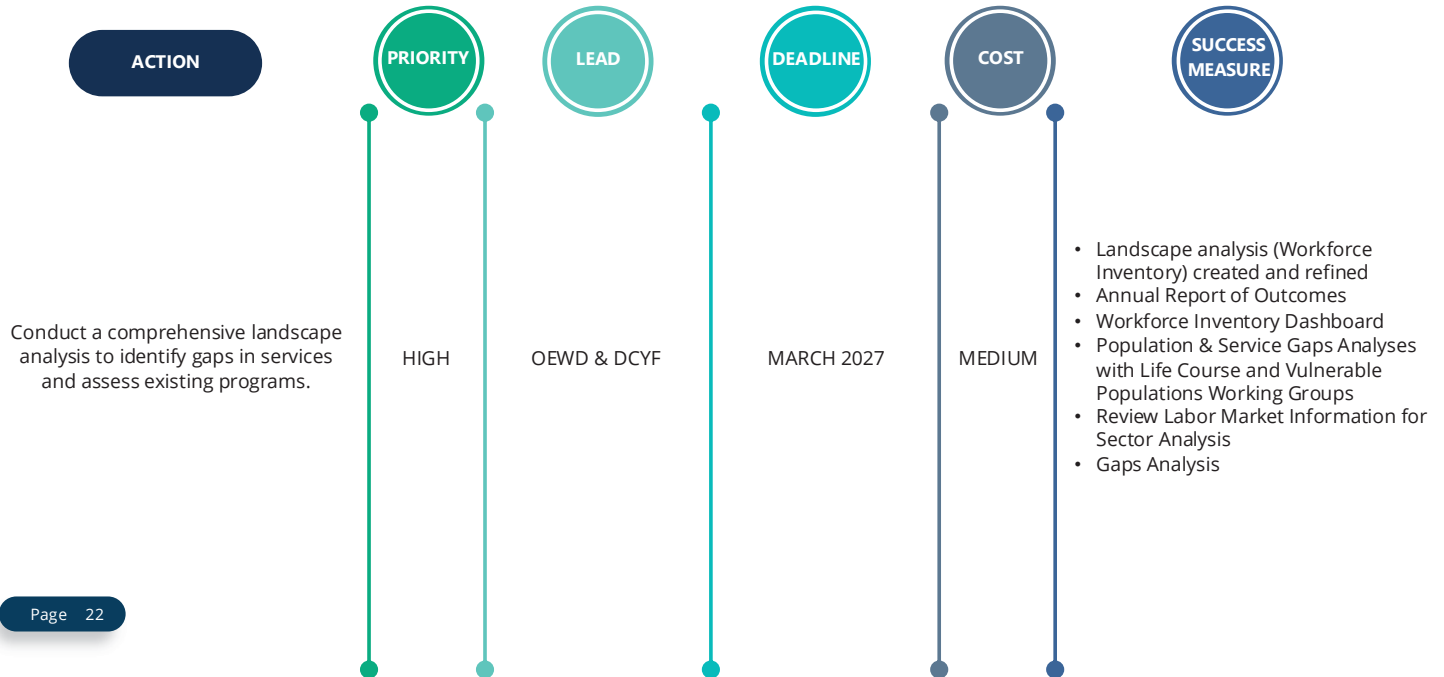 ACTION
PRIORITY
LEAD
DEADLINE
COST
SUCCESS
MEASURE
Conduct a comprehensive landscape
analysis to identify gaps in services
and assess existing programs.
HIGH
OEWD & DCYF
MARCH 2027
MEDIUM
• Landscape analysis (Workforce
Inventory) created and refined
• Annual Report of Outcomes
• Workforce Inventory Dashboard
• Population & Service Gaps Analyses
with Life Course and Vulnerable
Populations Working Groups
• Review Labor Market Information for
Sector Analysis
• Gaps Analysis
Page 22